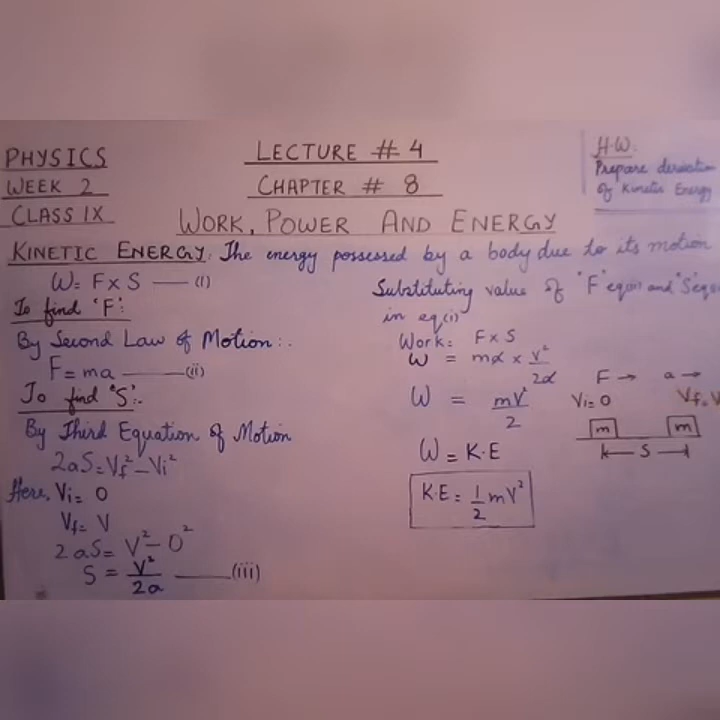 PHYSICS
WEEK 2
CLASS IX
LECTURE # 4
CHAPTER # 8
WORK, POWER AND ENERGY
H.W:
Prepare derivation
of Kinetic Energy
KINETIC ENERGY: The energy possessed by a body due to its motion
W= F×S —— (i)
To find 'F':
By Second Law of Motion:.
F=ma ——(ii)
To find 'S':.
By Third Equation of Motion
2aS=Vf²-Vi²
Here, Vi= 0
Vf= V
2aS= V²-0²
S = V²/2a ——(iii)
Substituting value of "F" eq(ii) and "S" eq
in eq(i)
Work= F×S
W = ma × V²/2a
W = mV²/2
W = K·E
K·E = 1/2 mV²
F → a →
Vi= 0 Vf=V
m m
S